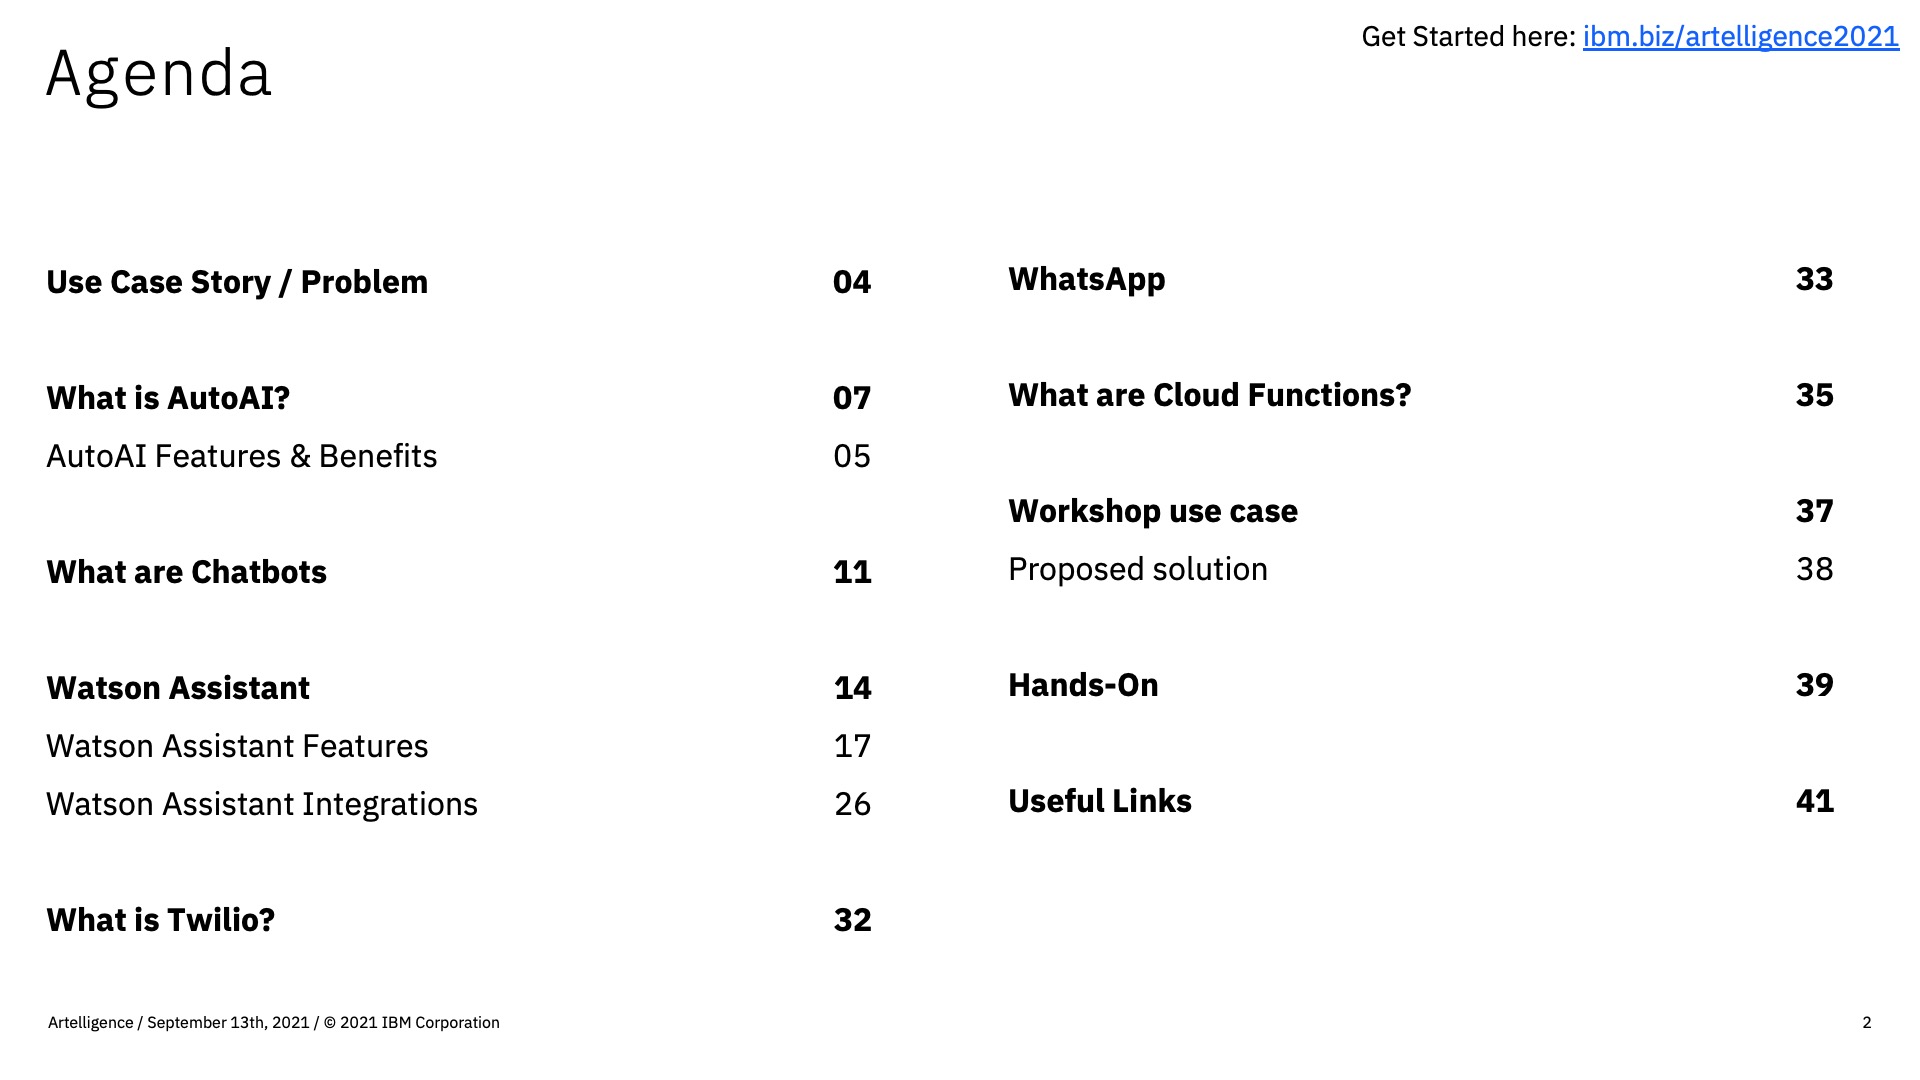 Get Started here: ibm.biz/artelligence2021
Agenda
Use Case Story / Problem 04
What is AutoAI? 07
AutoAI Features & Benefits 05
What are Chatbots 11
Watson Assistant 14
Watson Assistant Features 17
Watson Assistant Integrations 26
What is Twilio? 32
WhatsApp 33
What are Cloud Functions? 35
Workshop use case 37
Proposed solution 38
Hands-On 39
Useful Links 41
Artelligence / September 13th, 2021 / © 2021 IBM Corporation 2